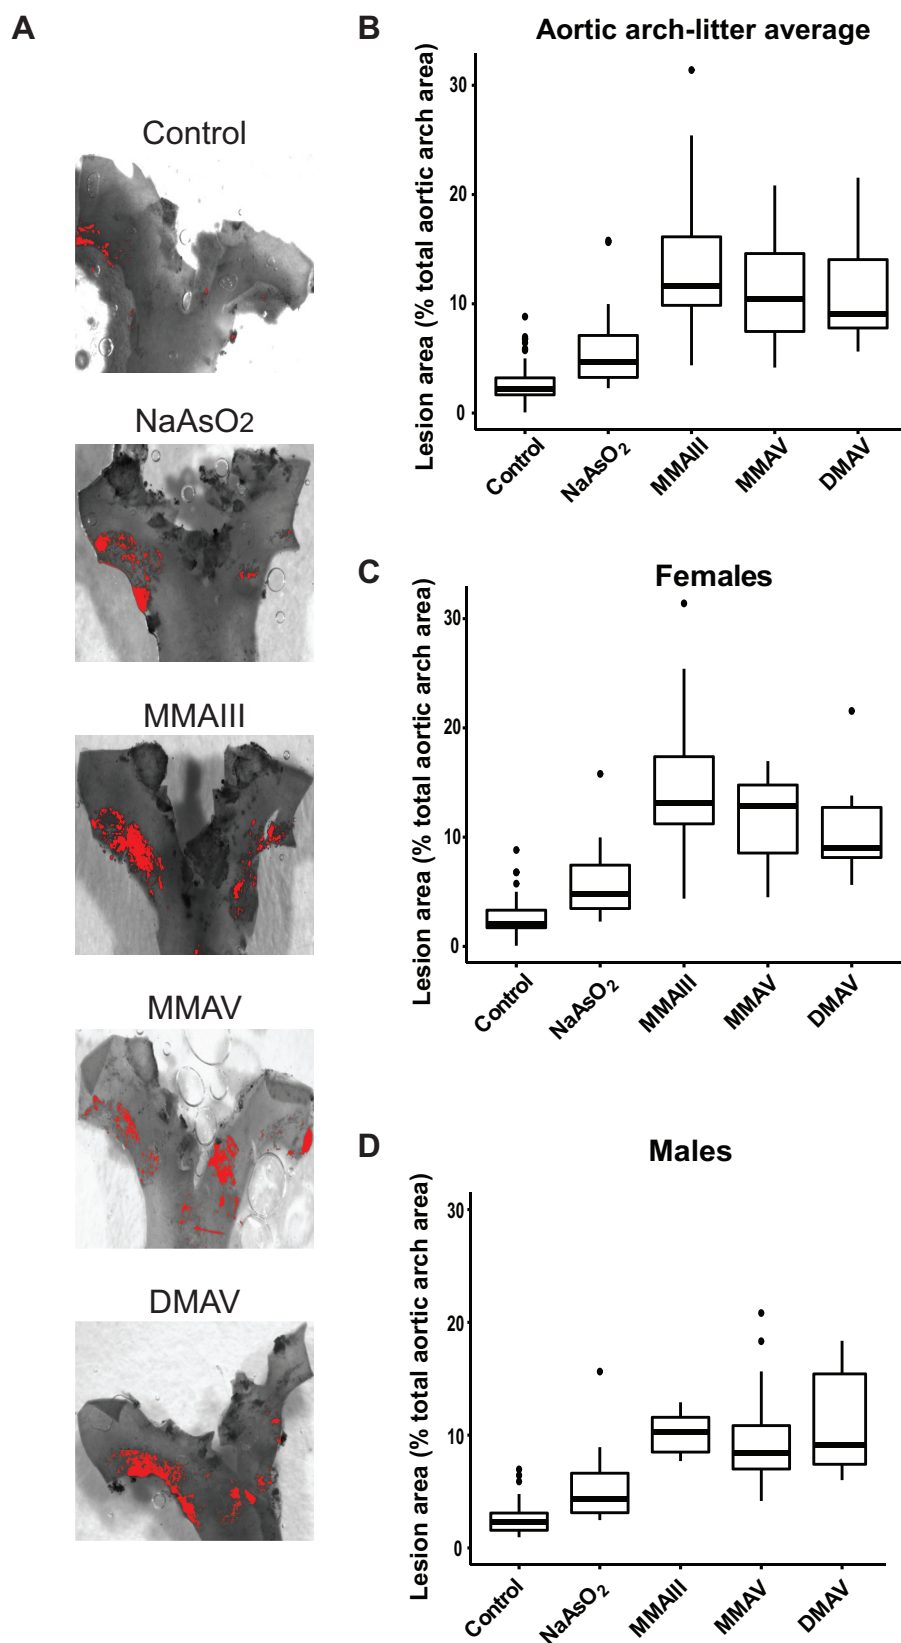 A
Control
NaAsO2
MMAIII
MMAV
DMAV
B
Aortic arch-litter average
Lesion area (% total aortic arch area)
30
20
10
0
Control
NaAsO2
MMAIII
MMAV
DMAV
C
Females
Lesion area (% total aortic arch area)
30
20
10
0
Control
NaAsO2
MMAIII
MMAV
DMAV
D
Males
Lesion area (% total aortic arch area)
30
20
10
0
Control
NaAsO2
MMAIII
MMAV
DMAV